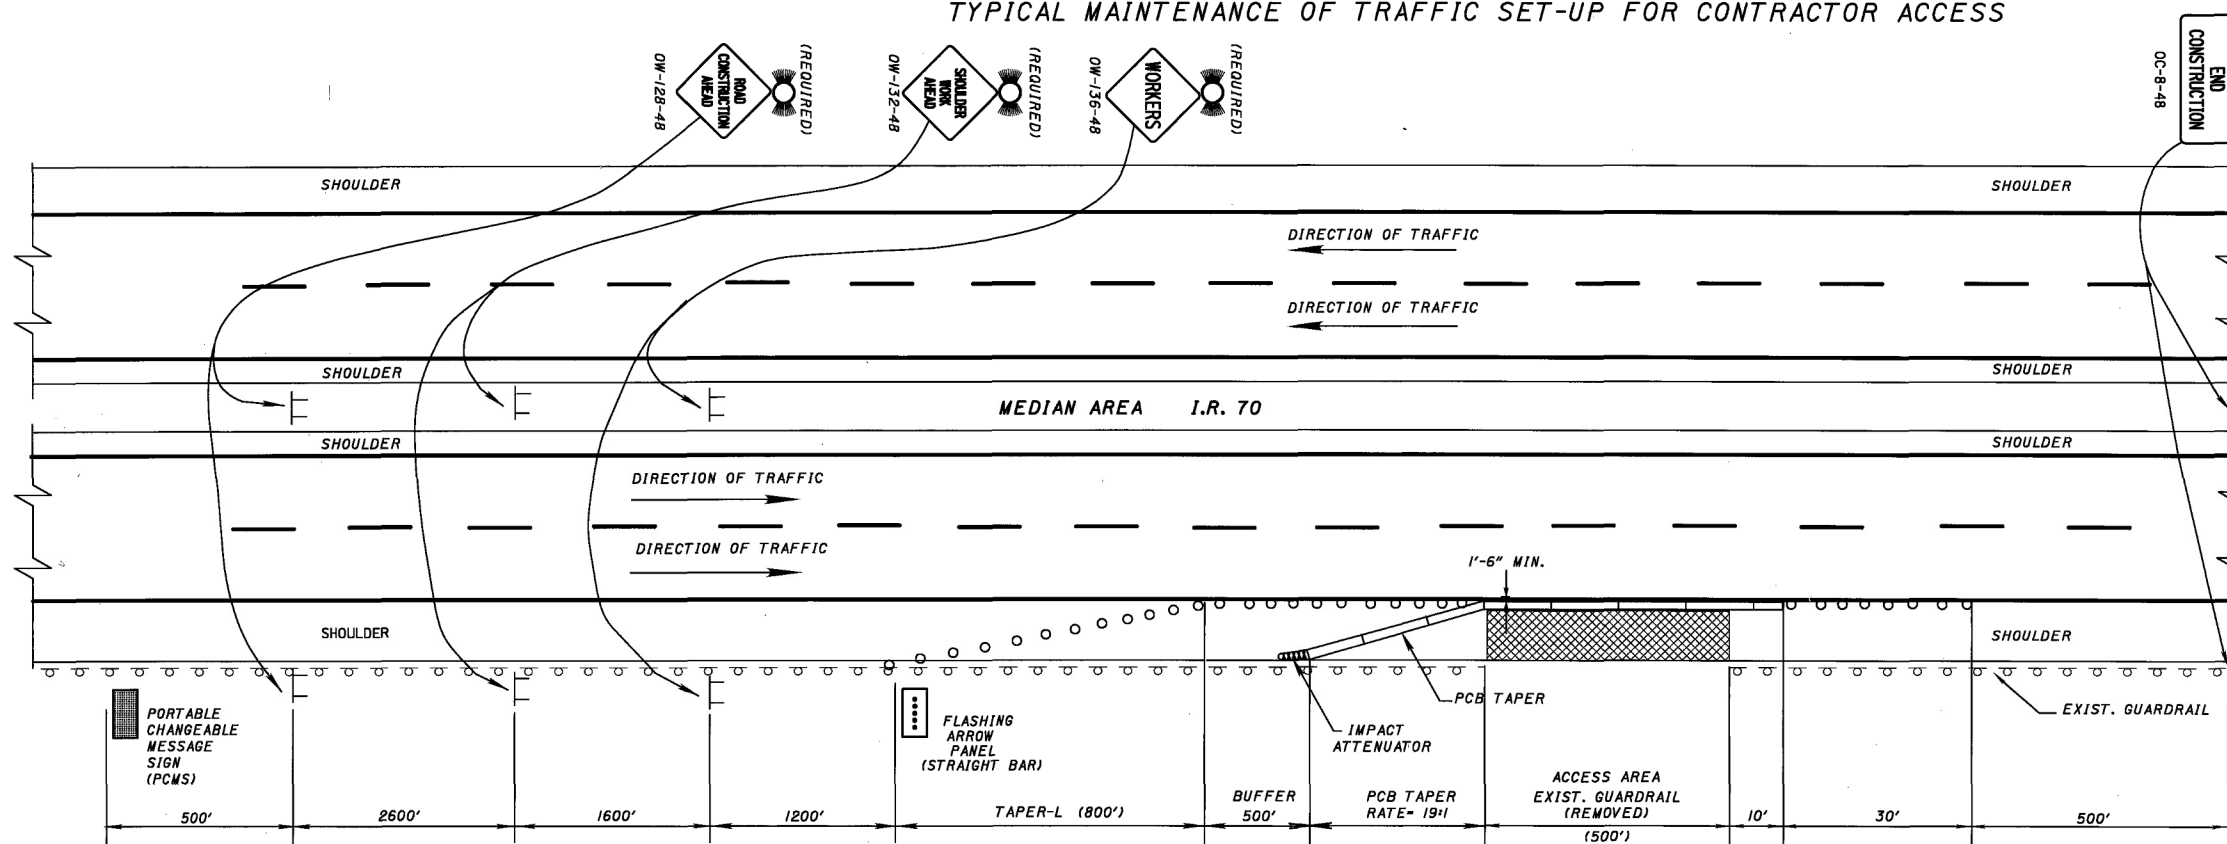 TYPICAL MAINTENANCE OF TRAFFIC SET-UP FOR CONTRACTOR ACCESS
OW-128-48
ROAD
CONSTRUCTION
AHEAD
(REQUIRED)
OW-132-48
SHOULDER
WORK
AHEAD
(REQUIRED)
OW-136-48
WORKERS
(REQUIRED)
OC-8-48
END
CONSTRUCTION
SHOULDER
SHOULDER
DIRECTION OF TRAFFIC
DIRECTION OF TRAFFIC
SHOULDER
SHOULDER
MEDIAN AREA I.R. 70
SHOULDER
SHOULDER
DIRECTION OF TRAFFIC
DIRECTION OF TRAFFIC
1'-6" MIN.
SHOULDER
SHOULDER
PORTABLE
CHANGEABLE
MESSAGE
SIGN
(PCMS)
FLASHING
ARROW
PANEL
(STRAIGHT BAR)
IMPACT
ATTENUATOR
PCB TAPER
EXIST. GUARDRAIL
500'
2600'
1600'
1200'
TAPER-L (800')
BUFFER
500'
PCB TAPER
RATE= 19:1
ACCESS AREA
EXIST. GUARDRAIL
(REMOVED)
(500')
10'
30'
500'